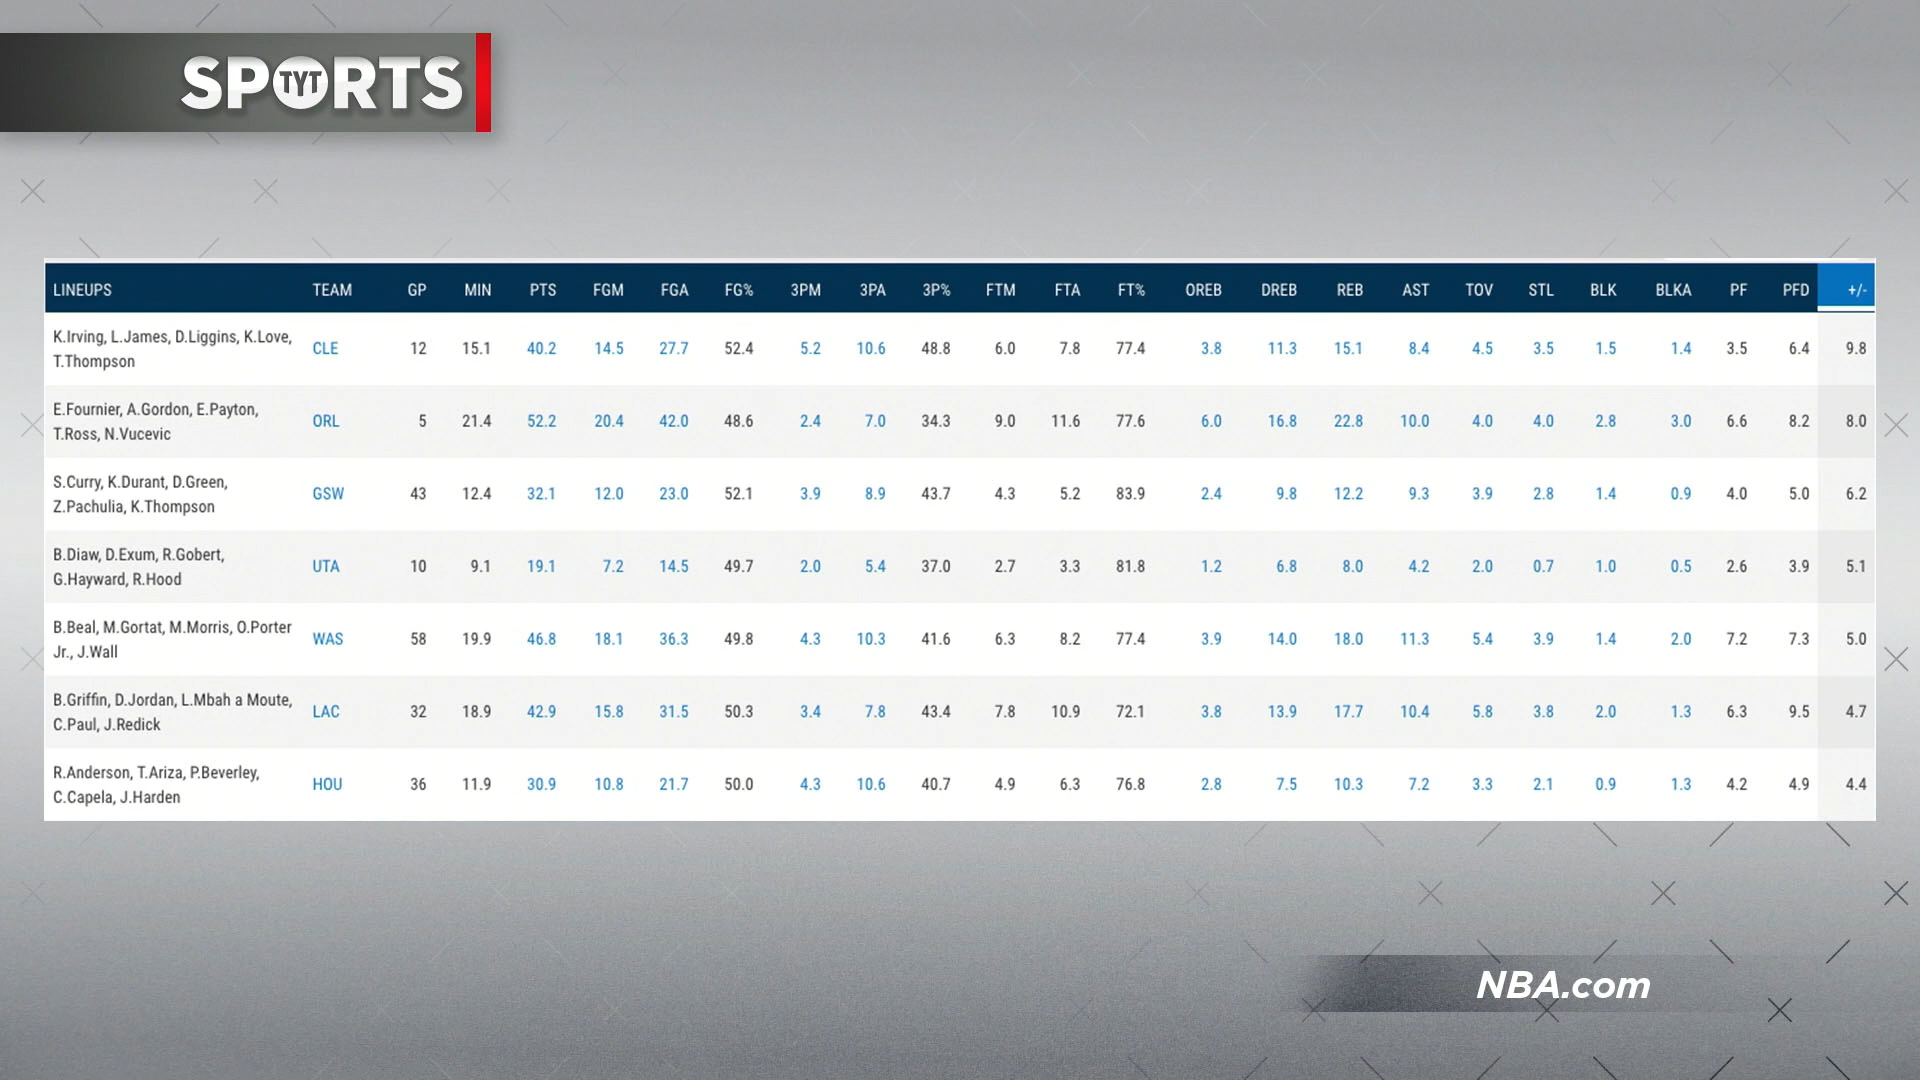 SPORTS
TYT
LINEUPS TEAM GP MIN PTS FGM FGA FG% 3PM 3PA 3P% FTM FTA FT% OREB DREB REB AST TOV STL BLK BLKA PF PFD +/-
K.Irving, L.James, D.Liggins, K.Love,
T.Thompson
CLE 12 15.1 40.2 14.5 27.7 52.4 5.2 10.6 48.8 6.0 7.8 77.4 3.8 11.3 15.1 8.4 4.5 3.5 1.5 1.4 3.5 6.4 9.8
E.Fournier, A.Gordon, E.Payton,
T.Ross, N.Vucevic
ORL 5 21.4 52.2 20.4 42.0 48.6 2.4 7.0 34.3 9.0 11.6 77.6 6.0 16.8 22.8 10.0 4.0 4.0 2.8 3.0 6.6 8.2 8.0
S.Curry, K.Durant, D.Green,
Z.Pachulia, K.Thompson
GSW 43 12.4 32.1 12.0 23.0 52.1 3.9 8.9 43.7 4.3 5.2 83.9 2.4 9.8 12.2 9.3 3.9 2.8 1.4 0.9 4.0 5.0 6.2
B.Diaw, D.Exum, R.Gobert,
G.Hayward, R.Hood
UTA 10 9.1 19.1 7.2 14.5 49.7 2.0 5.4 37.0 2.7 3.3 81.8 1.2 6.8 8.0 4.2 2.0 0.7 1.0 0.5 2.6 3.9 5.1
B.Beal, M.Gortat, M.Morris, O.Porter
Jr., J.Wall
WAS 58 19.9 46.8 18.1 36.3 49.8 4.3 10.3 41.6 6.3 8.2 77.4 3.9 14.0 18.0 11.3 5.4 3.9 1.4 2.0 7.2 7.3 5.0
B.Griffin, D.Jordan, L.Mbah a Moute,
C.Paul, J.Redick
LAC 32 18.9 42.9 15.8 31.5 50.3 3.4 7.8 43.4 7.8 10.9 72.1 3.8 13.9 17.7 10.4 5.8 3.8 2.0 1.3 6.3 9.5 4.7
R.Anderson, T.Ariza, P.Beverley,
C.Capela, J.Harden
HOU 36 11.9 30.9 10.8 21.7 50.0 4.3 10.6 40.7 4.9 6.3 76.8 2.8 7.5 10.3 7.2 3.3 2.1 0.9 1.3 4.2 4.9 4.4
NBA.com